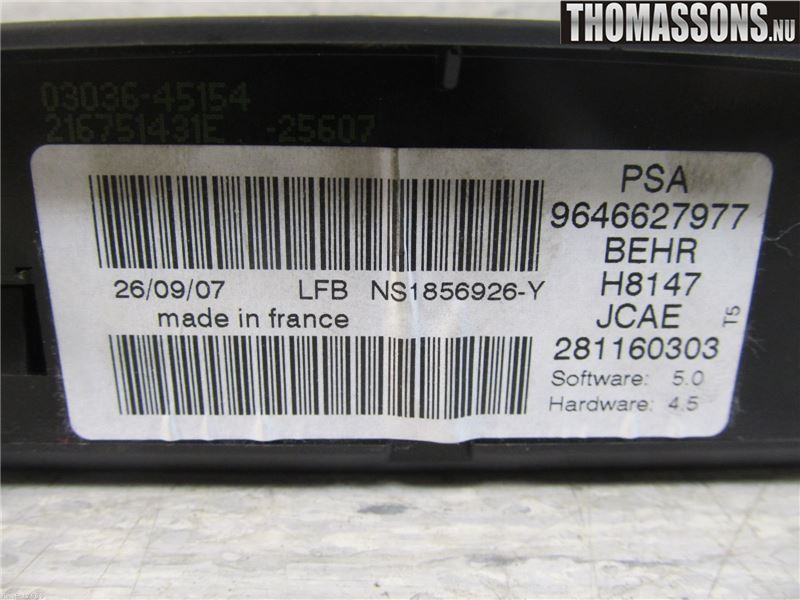 THOMASSONS.NU
03036-45154
216751431E -25607
PSA
9646627977
BEHR
H8147
JCAE
281160303
T5
Software: 5.0
Hardware: 4.5
26/09/07 LFB NS1856926-Y
made in france